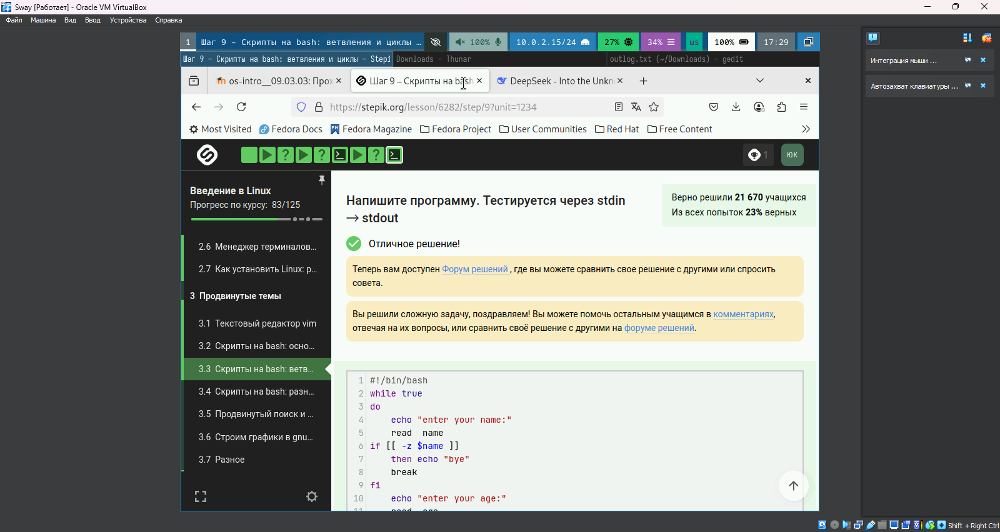 Sway [Работает] - Oracle VM VirtualBox
Файл Машина Вид Ввод Устройства Справка
1 Шаг 9 – Скрипты на bash: ветвления и циклы … 100% 10.0.2.15/24 27% 34% us 100% 17:29
Шаг 9 – Скрипты на bash: ветвления и циклы – Stepi Downloads – Thunar outlog.txt (~/Downloads) – gedit
os-intro__09.03.03: Прох Шаг 9 – Скрипты на bash DeepSeek - Into the Unkn
https://stepik.org/lesson/6282/step/9?unit=1234
Most Visited Fedora Docs Fedora Magazine Fedora Project User Communities Red Hat Free Content
1 ЮК
Введение в Linux
Прогресс по курсу: 83/125
2.6 Менеджер терминалов...
2.7 Как установить Linux: р...
3 Продвинутые темы
3.1 Текстовый редактор vim
3.2 Скрипты на bash: осно...
3.3 Скрипты на bash: ветв...
3.4 Скрипты на bash: разн...
3.5 Продвинутый поиск и ...
3.6 Строим графики в gnu...
3.7 Разное
Напишите программу. Тестируется через stdin
→ stdout
Верно решили 21 670 учащихся
Из всех попыток 23% верных
Отличное решение!
Теперь вам доступен Форум решений , где вы можете сравнить свое решение с другими или спросить
совета.
Вы решили сложную задачу, поздравляем! Вы можете помочь остальным учащимся в комментариях,
отвечая на их вопросы, или сравнить своё решение с другими на форуме решений.
1 #!/bin/bash
2 while true
3 do
4 echo "enter your name:"
5 read name
6 if [[ -z $name ]]
7 then echo "bye"
8 break
9 fi
10 echo "enter your age:"
11 read age
Интеграция мыши ...
Автозахват клавиатуры ...
Shift + Right Ctrl